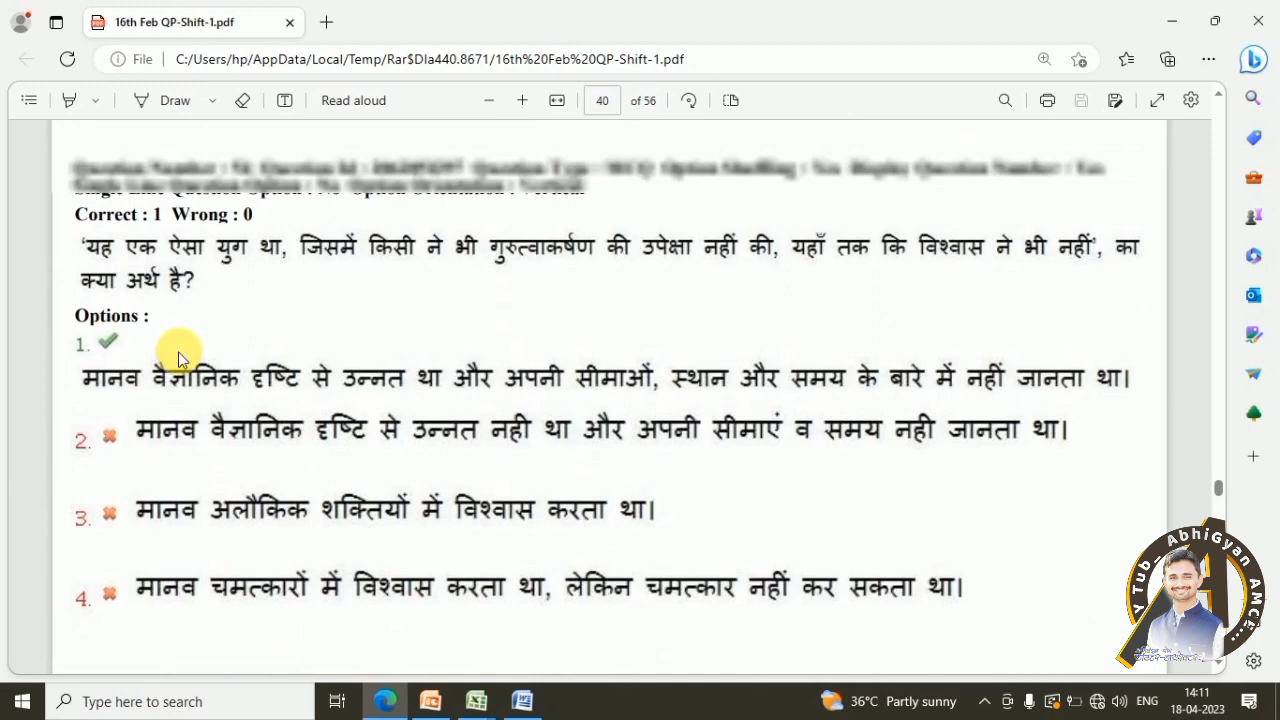 16th Feb QP-Shift-1.pdf
File C:/Users/hp/AppData/Local/Temp/Rar$DIa440.8671/16th%20Feb%20QP-Shift-1.pdf
Draw Read aloud 40 of 56
Correct : 1 Wrong : 0
'यह एक ऐसा युग था, जिसमें किसी ने भी गुरुत्वाकर्षण की उपेक्षा नहीं की, यहाँ तक कि विश्वास ने भी नहीं', का
क्या अर्थ है?
Options :
1.
मानव वैज्ञानिक दृष्टि से उन्नत था और अपनी सीमाओं, स्थान और समय के बारे में नहीं जानता था।
2. मानव वैज्ञानिक दृष्टि से उन्नत नही था और अपनी सीमाएं व समय नही जानता था।
3. मानव अलौकिक शक्तियों में विश्वास करता था।
4. मानव चमत्कारों में विश्वास करता था, लेकिन चमत्कार नहीं कर सकता था।
Y Tub_ AbhiGyan AMC...
Type here to search
36°C Partly sunny
ENG
14:11
18-04-2023